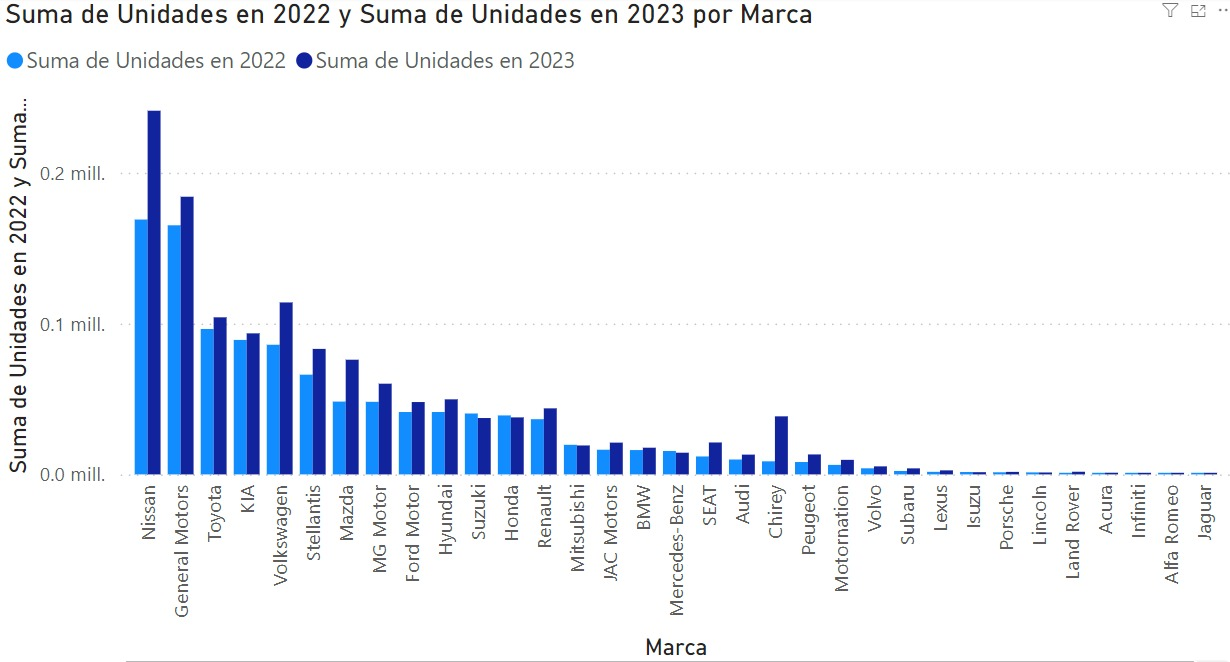 Suma de Unidades en 2022 y Suma de Unidades en 2023 por Marca
Suma de Unidades en 2022 Suma de Unidades en 2023
Suma de Unidades en 2022 y Suma...
0.2 mill.
0.1 mill.
0.0 mill.
Nissan
General Motors
Toyota
KIA
Volkswagen
Stellantis
Mazda
MG Motor
Ford Motor
Hyundai
Suzuki
Honda
Renault
Mitsubishi
JAC Motors
BMW
Mercedes-Benz
SEAT
Audi
Chirey
Peugeot
Motornation
Volvo
Subaru
Lexus
Isuzu
Porsche
Lincoln
Land Rover
Acura
Infiniti
Alfa Romeo
Jaguar
Marca